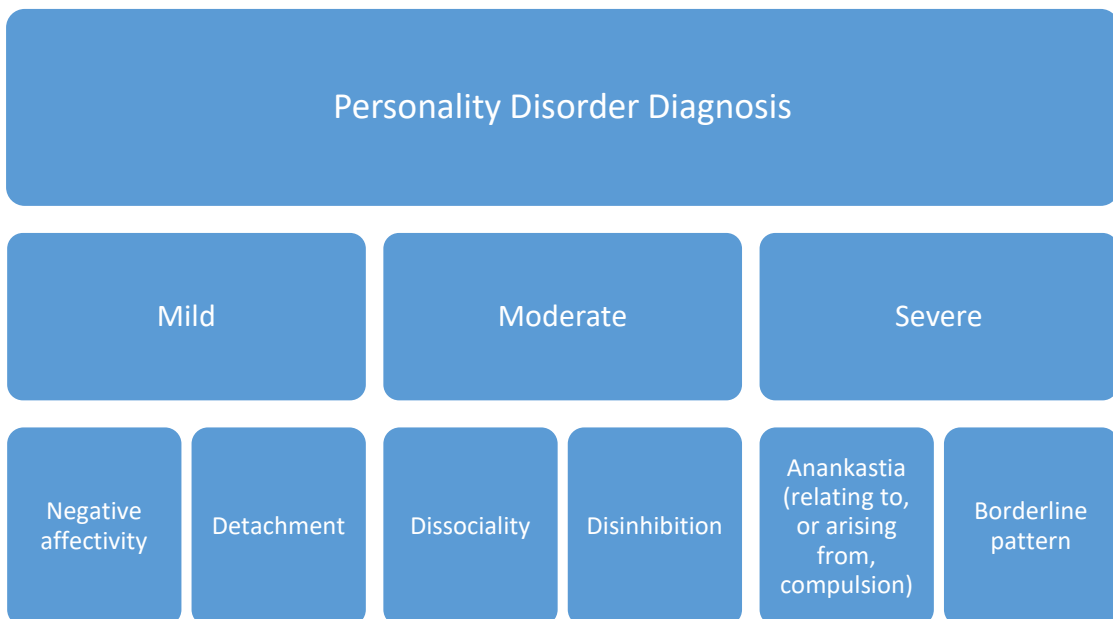 Personality Disorder Diagnosis
Mild
Moderate
Severe
Negative
affectivity
Detachment
Dissociality
Disinhibition
Anankastia
(relating to,
or arising
from,
compulsion)
Borderline
pattern